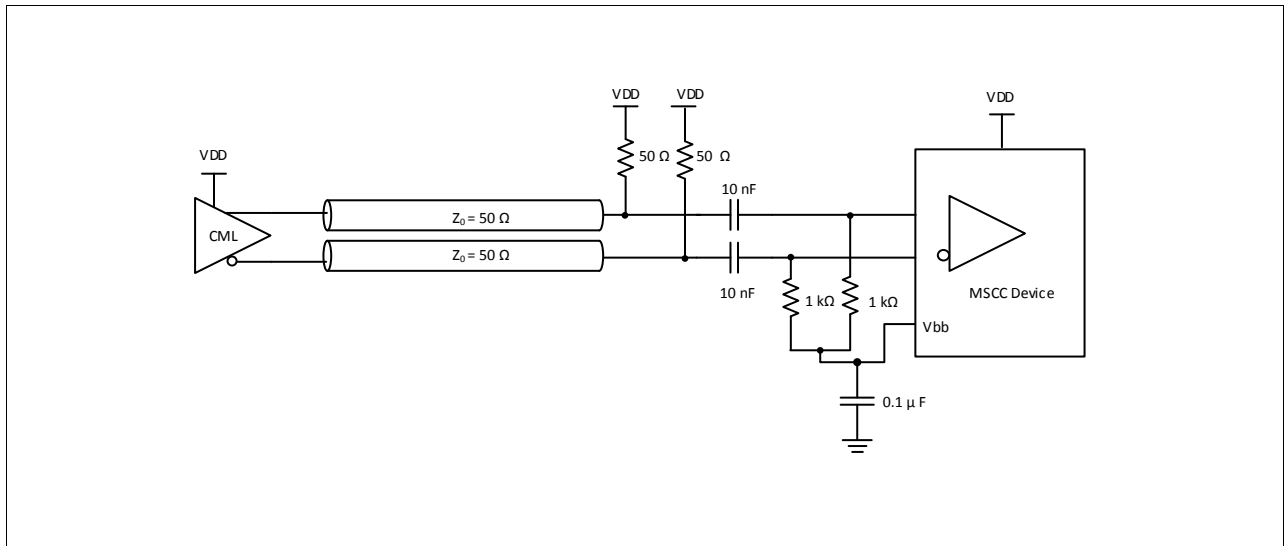 VDD
VDD
VDD
VDD
50 Ω
50 Ω
10 nF
CML
Z₀ = 50 Ω
Z₀ = 50 Ω
10 nF
1 kΩ
1 kΩ
MSCC Device
Vbb
0.1 µ F